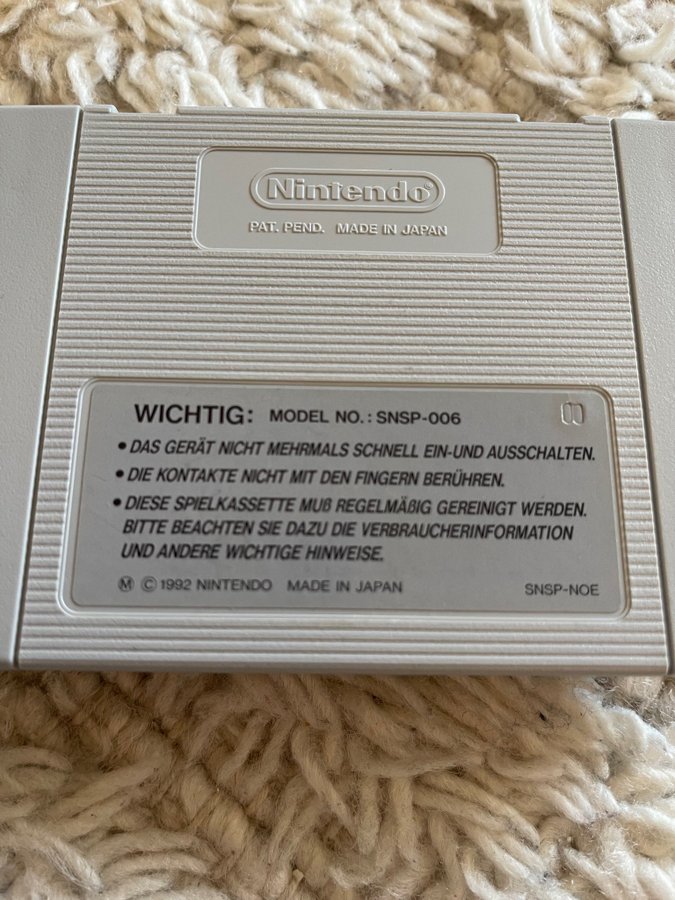 Nintendo®
PAT. PEND. MADE IN JAPAN
WICHTIG: MODEL NO.: SNSP-006
• DAS GERÄT NICHT MEHRMALS SCHNELL EIN-UND AUSSCHALTEN.
• DIE KONTAKTE NICHT MIT DEN FINGERN BERÜHREN.
• DIESE SPIELKASSETTE MUß REGELMÄßIG GEREINIGT WERDEN.
BITTE BEACHTEN SIE DAZU DIE VERBRAUCHERINFORMATION
UND ANDERE WICHTIGE HINWEISE.
Ⓜ © 1992 NINTENDO MADE IN JAPAN SNSP-NOE